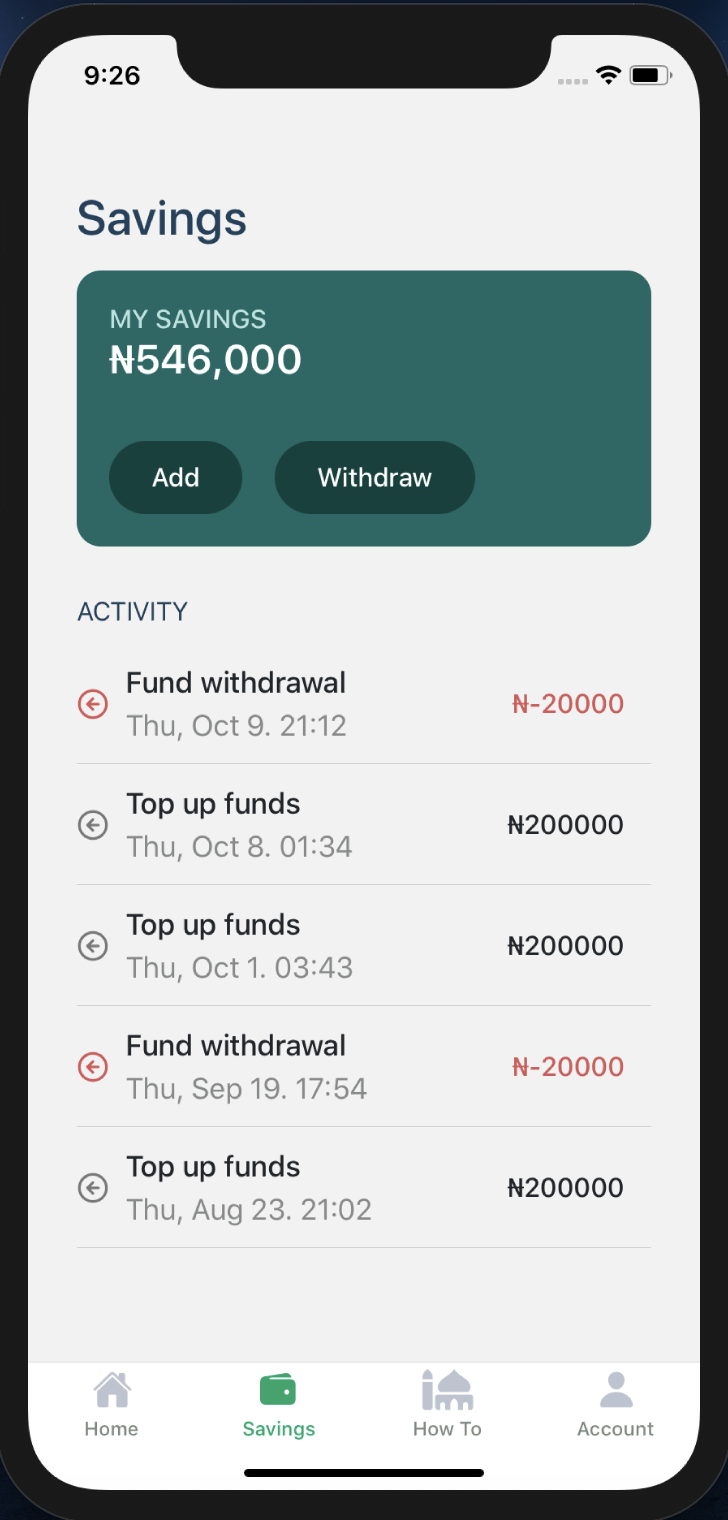 9:26
Savings
MY SAVINGS
₦546,000
Add
Withdraw
ACTIVITY
Fund withdrawal
Thu, Oct 9. 21:12
₦-20000
Top up funds
Thu, Oct 8. 01:34
₦200000
Top up funds
Thu, Oct 1. 03:43
₦200000
Fund withdrawal
Thu, Sep 19. 17:54
₦-20000
Top up funds
Thu, Aug 23. 21:02
₦200000
Home
Savings
How To
Account